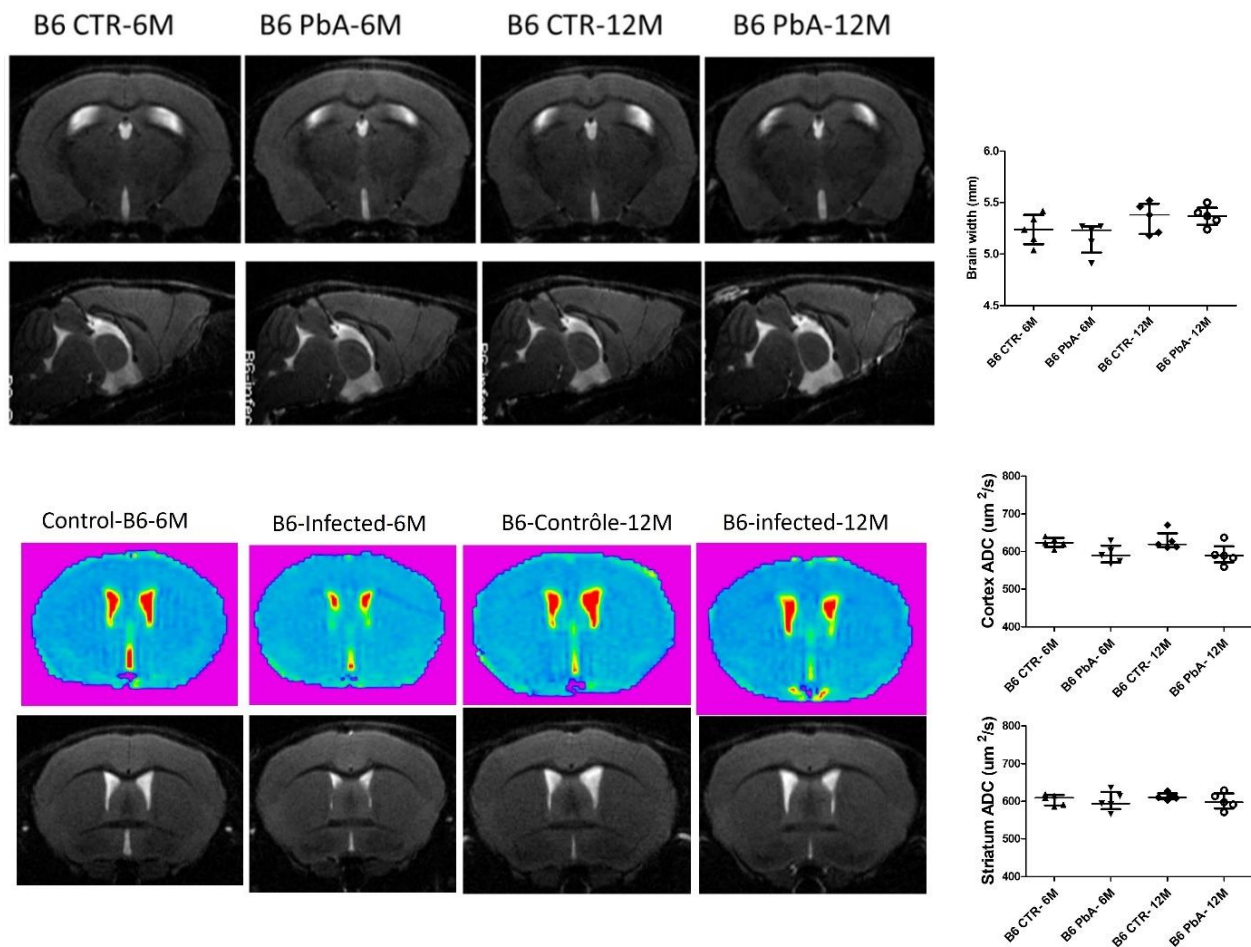 B6 CTR-6M
B6 PbA-6M
B6 CTR-12M
B6 PbA-12M
6.0
5.5
5.0
4.5
Brain width (mm)
B6 CTR- 6M
B6 PbA- 6M
B6 CTR- 12M
B6 PbA- 12M
B6-infec
Control-B6-6M
B6-Infected-6M
B6-Contrôle-12M
B6-infected-12M
800
700
600
500
400
Cortex ADC (um ²/s)
B6 CTR- 6M
B6 PbA- 6M
B6 CTR- 12M
B6 PbA- 12M
800
700
600
500
400
Striatum ADC (um ²/s)
B6 CTR- 6M
B6 PbA- 6M
B6 CTR- 12M
B6 PbA- 12M